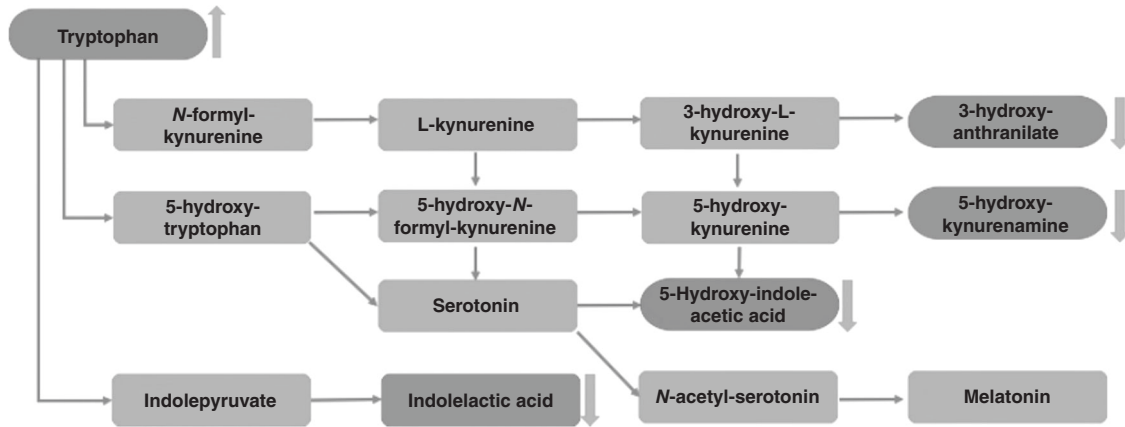 Tryptophan
N-formyl-
kynurenine
L-kynurenine
3-hydroxy-L-
kynurenine
3-hydroxy-
anthranilate
5-hydroxy-
tryptophan
5-hydroxy-N-
formyl-kynurenine
5-hydroxy-
kynurenine
5-hydroxy-
kynurenamine
Serotonin
5-Hydroxy-indole-
acetic acid
Indolepyruvate
Indolelactic acid
N-acetyl-serotonin
Melatonin